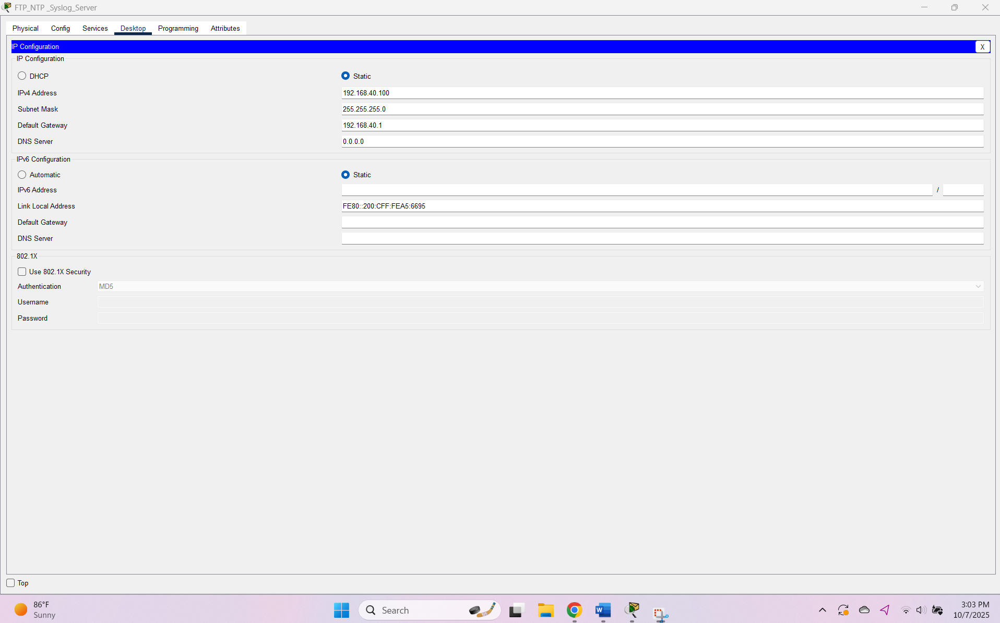 FTP_NTP _Syslog_Server
Physical Config Services Desktop Programming Attributes
IP Configuration
X
IP Configuration
DHCP Static
IPv4 Address 192.168.40.100
Subnet Mask 255.255.255.0
Default Gateway 192.168.40.1
DNS Server 0.0.0.0
IPv6 Configuration
Automatic Static
IPv6 Address /
Link Local Address FE80::200:CFF:FEA5:6695
Default Gateway
DNS Server
802.1X
Use 802.1X Security
Authentication MD5
Username
Password
Top
86°F
Sunny
Search
W
3:03 PM
10/7/2025